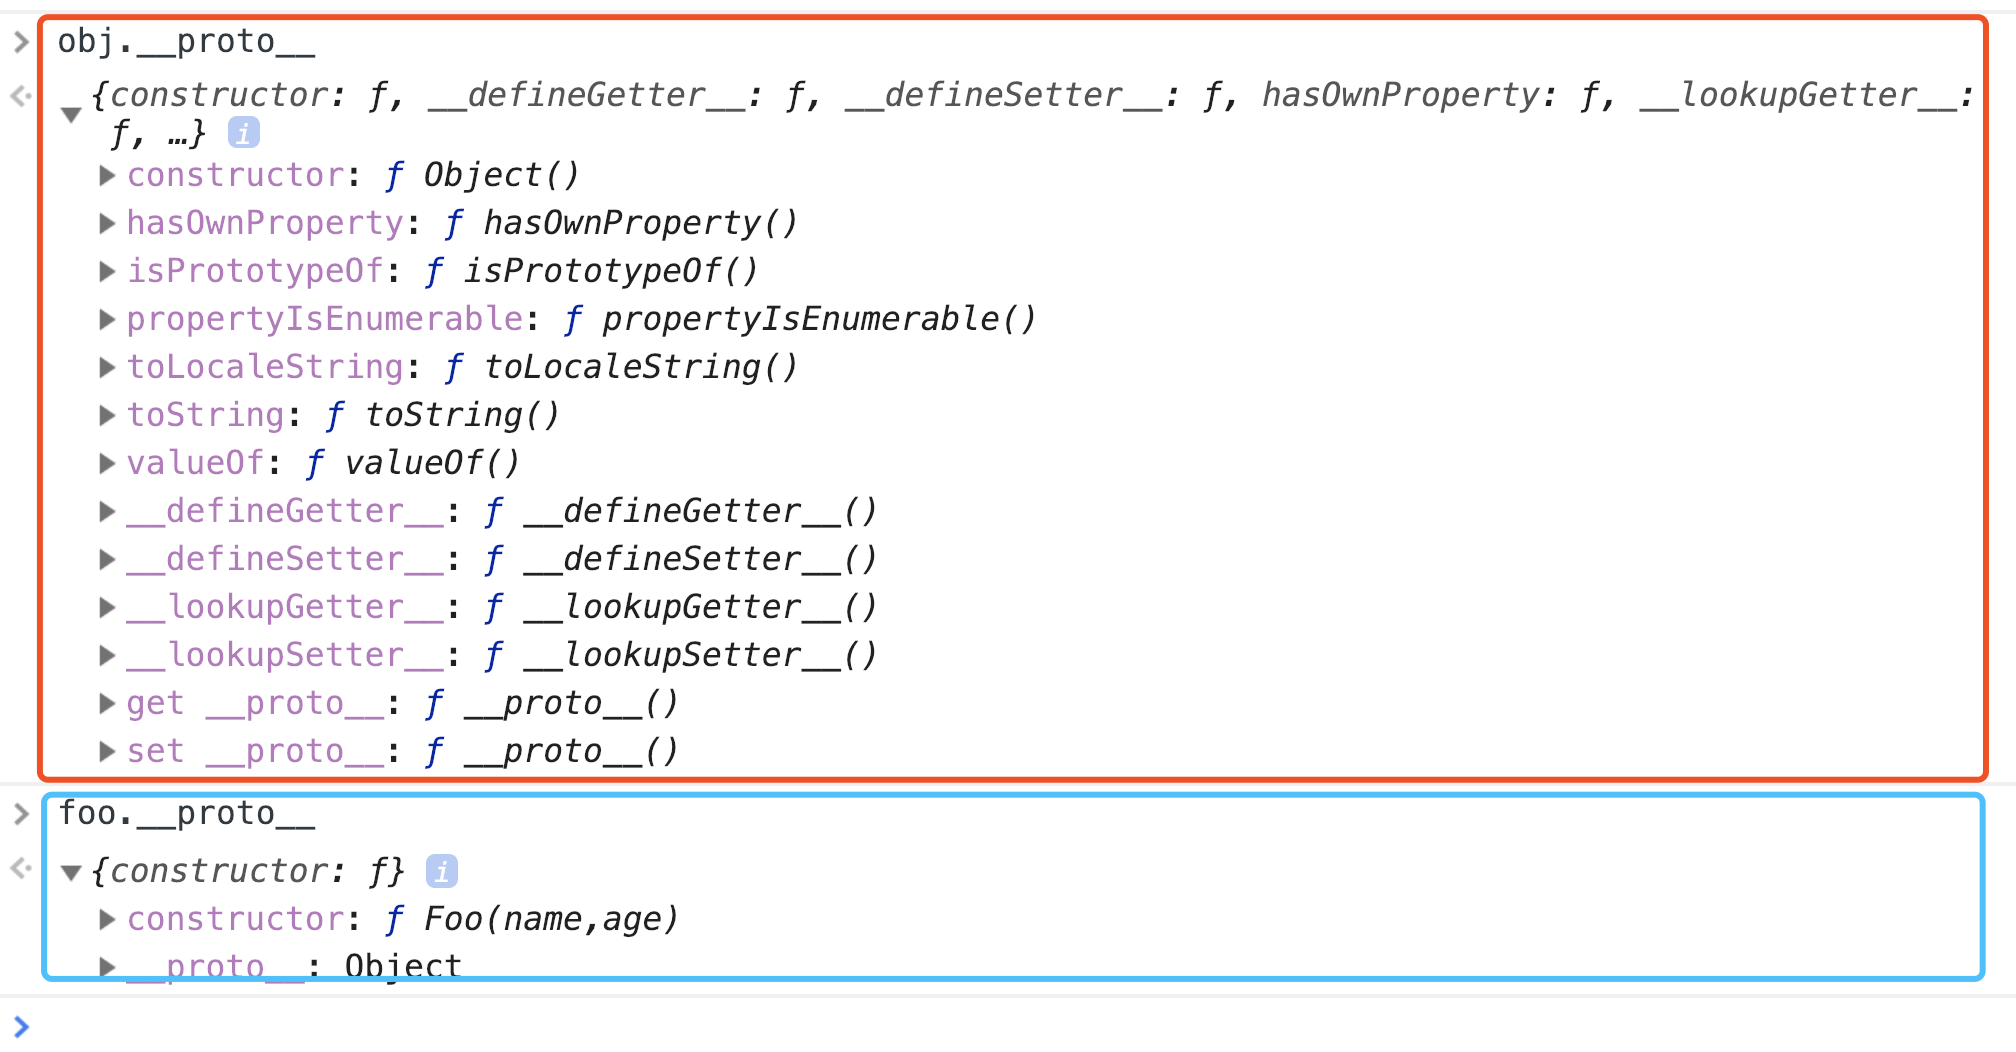 obj.__proto__
{constructor: ƒ, __defineGetter__: ƒ, __defineSetter__: ƒ, hasOwnProperty: ƒ, __lookupGetter__:
ƒ, …} i
constructor: ƒ Object()
hasOwnProperty: ƒ hasOwnProperty()
isPrototypeOf: ƒ isPrototypeOf()
propertyIsEnumerable: ƒ propertyIsEnumerable()
toLocaleString: ƒ toLocaleString()
toString: ƒ toString()
valueOf: ƒ valueOf()
__defineGetter__: ƒ __defineGetter__()
__defineSetter__: ƒ __defineSetter__()
__lookupGetter__: ƒ __lookupGetter__()
__lookupSetter__: ƒ __lookupSetter__()
get __proto__: ƒ __proto__()
set __proto__: ƒ __proto__()
foo.__proto__
{constructor: ƒ} i
constructor: ƒ Foo(name,age)
__proto__: Object